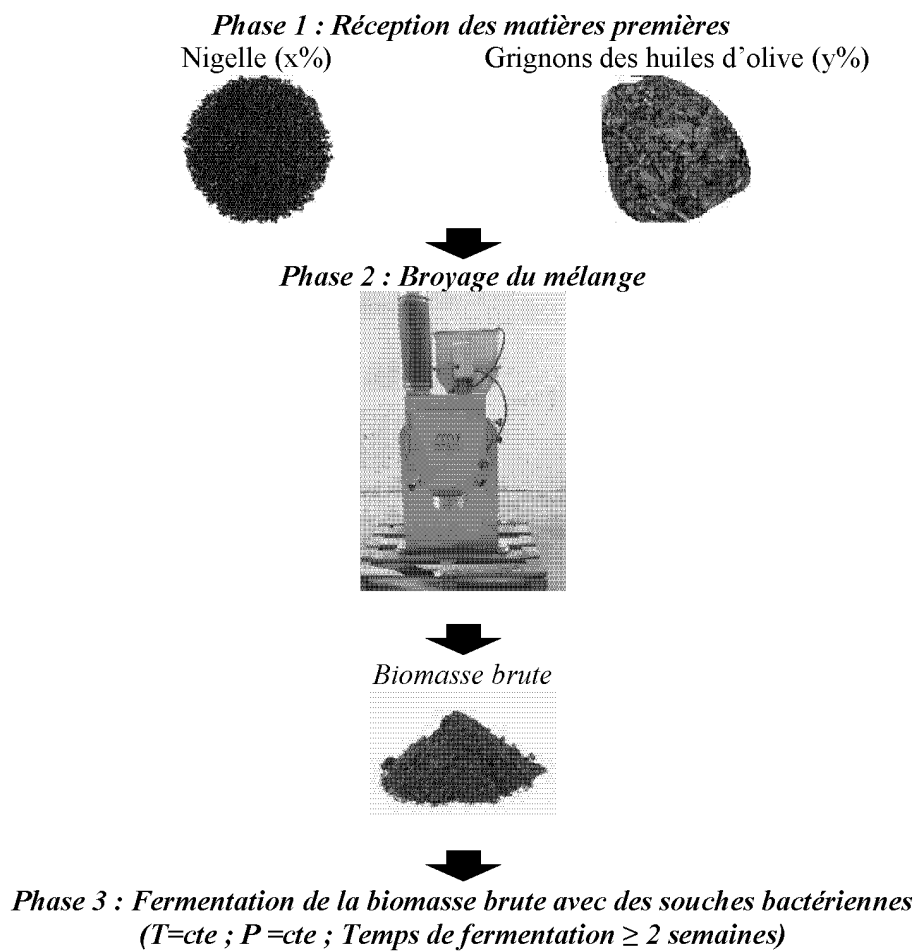 Phase 1 : Réception des matières premières
Nigelle (x%) Grignons des huiles d’olive (y%)
Phase 2 : Broyage du mélange
Biomasse brute
Phase 3 : Fermentation de la biomasse brute avec des souches bactériennes
(T=cte ; P =cte ; Temps de fermentation ≥ 2 semaines)